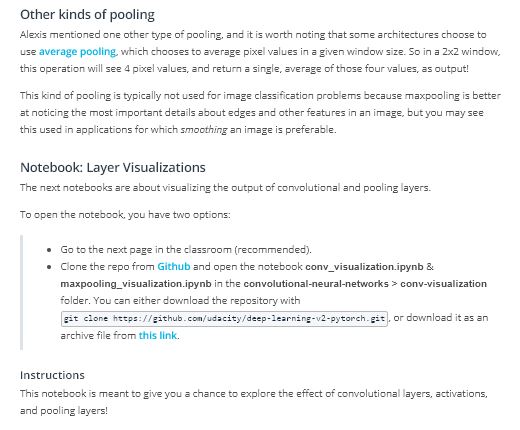 Other kinds of pooling
Alexis mentioned one other type of pooling, and it is worth noting that some architectures choose to
use average pooling, which chooses to average pixel values in a given window size. So in a 2x2 window,
this operation will see 4 pixel values, and return a single, average of those four values, as output!
This kind of pooling is typically not used for image classification problems because maxpooling is better
at noticing the most important details about edges and other features in an image, but you may see
this used in applications for which smoothing an image is preferable.
Notebook: Layer Visualizations
The next notebooks are about visualizing the output of convolutional and pooling layers.
To open the notebook, you have two options:
• Go to the next page in the classroom (recommended).
• Clone the repo from Github and open the notebook conv_visualization.ipynb &
maxpooling_visualization.ipynb in the convolutional-neural-networks > conv-visualization
folder. You can either download the repository with
git clone https://github.com/udacity/deep-learning-v2-pytorch.git, or download it as an
archive file from this link.
Instructions
This notebook is meant to give you a chance to explore the effect of convolutional layers, activations,
and pooling layers!